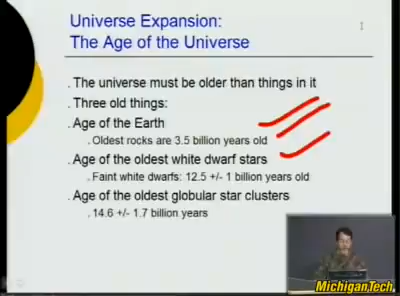 Universe Expansion:
The Age of the Universe
. The universe must be older than things in it
. Three old things:
. Age of the Earth
. Oldest rocks are 3.5 billion years old
. Age of the oldest white dwarf stars
. Faint white dwarfs: 12.5 +/- 1 billion years old
. Age of the oldest globular star clusters
. 14.6 +/- 1.7 billion years
MichiganTech